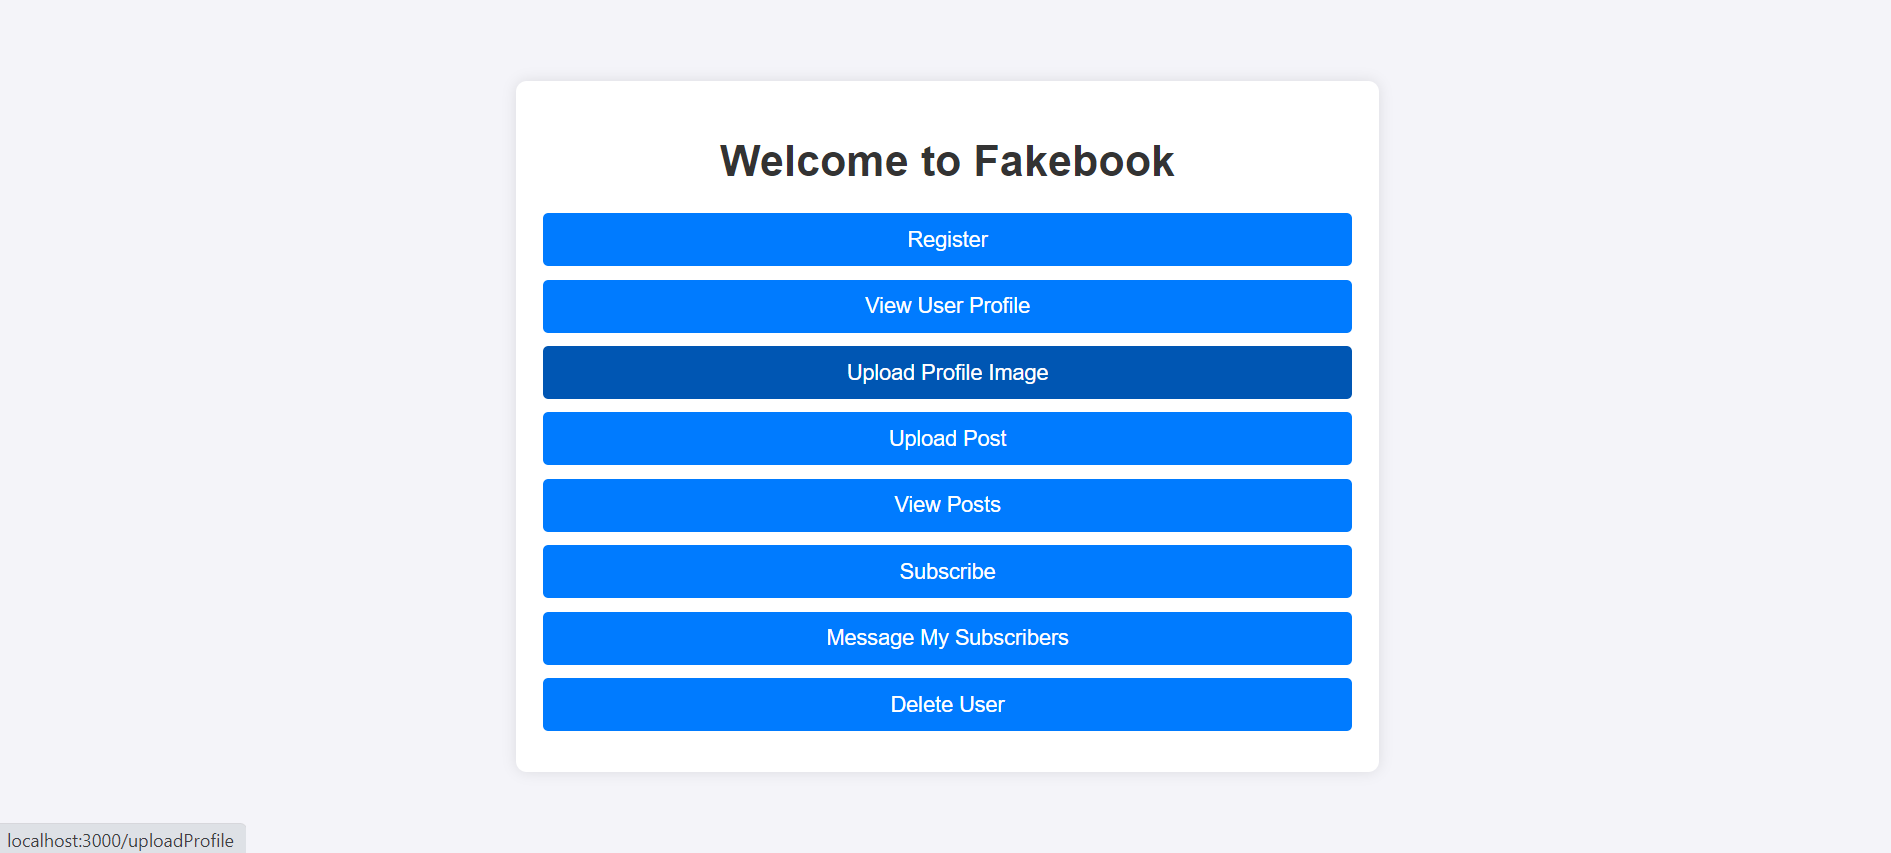 Welcome to Fakebook
Register
View User Profile
Upload Profile Image
Upload Post
View Posts
Subscribe
Message My Subscribers
Delete User
localhost:3000/uploadProfile